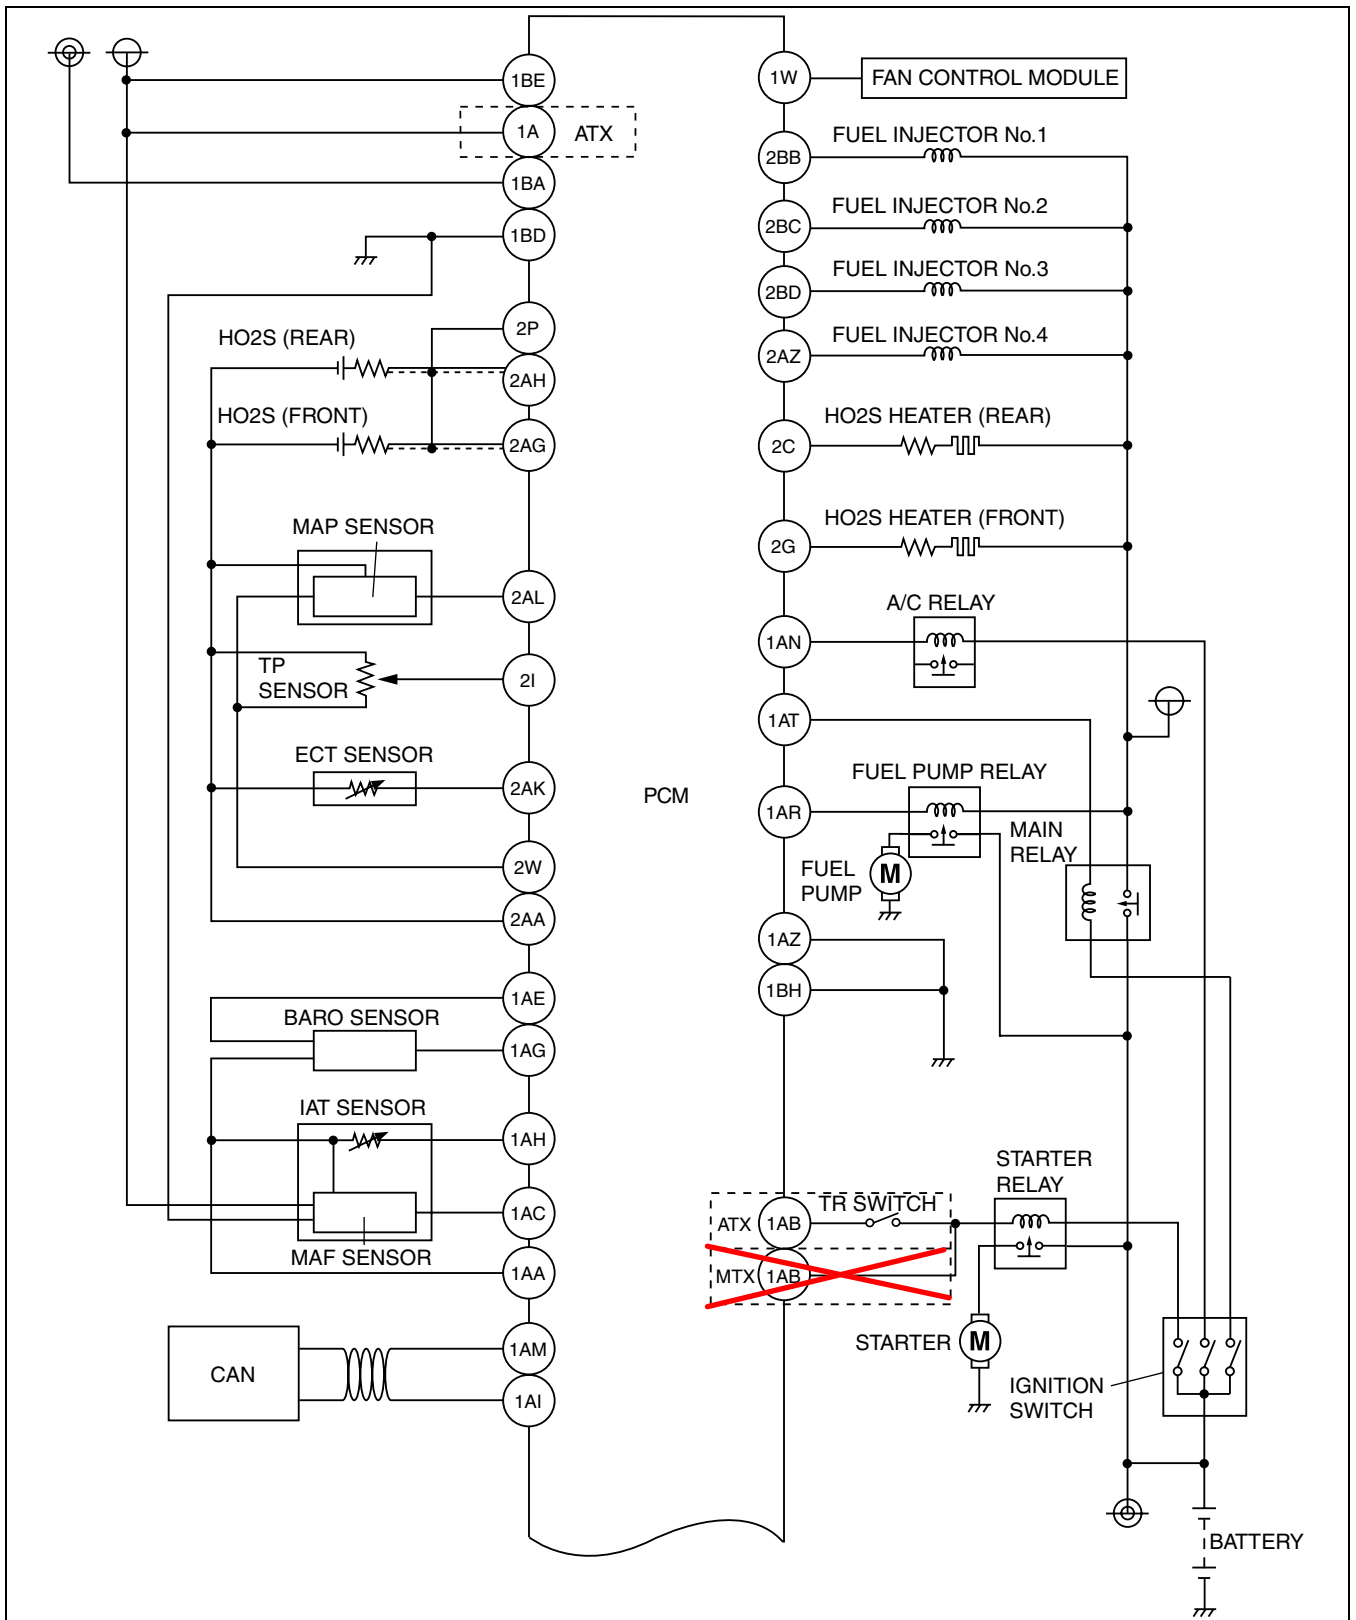 1BE
1A
ATX
1BA
1BD
2P
HO2S (REAR)
2AH
HO2S (FRONT)
2AG
MAP SENSOR
2AL
TP
SENSOR
2I
ECT SENSOR
2AK
2W
2AA
1AE
BARO SENSOR
1AG
IAT SENSOR
1AH
1AC
MAF SENSOR
1AA
CAN
1AM
1AI
PCM
1W
FAN CONTROL MODULE
FUEL INJECTOR No.1
2BB
FUEL INJECTOR No.2
2BC
FUEL INJECTOR No.3
2BD
FUEL INJECTOR No.4
2AZ
HO2S HEATER (REAR)
2C
HO2S HEATER (FRONT)
2G
A/C RELAY
1AN
1AT
FUEL PUMP RELAY
1AR
MAIN
RELAY
FUEL
PUMP
M
1AZ
1BH
STARTER
RELAY
TR SWITCH
ATX
1AB
MTX
1AB
STARTER
M
IGNITION
SWITCH
BATTERY